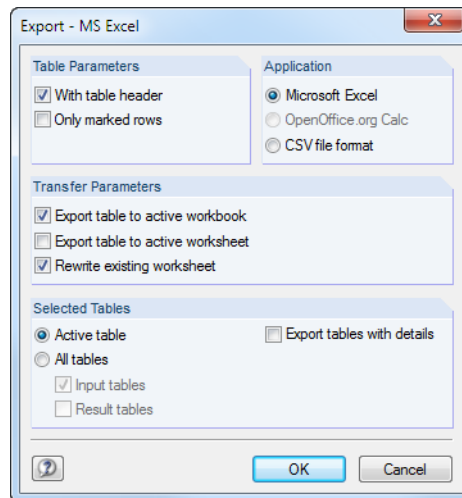 Export - MS Excel
Table Parameters
With table header
Only marked rows
Application
Microsoft Excel
OpenOffice.org Calc
CSV file format
Transfer Parameters
Export table to active workbook
Export table to active worksheet
Rewrite existing worksheet
Selected Tables
Active table
All tables
Input tables
Result tables
Export tables with details
OK
Cancel